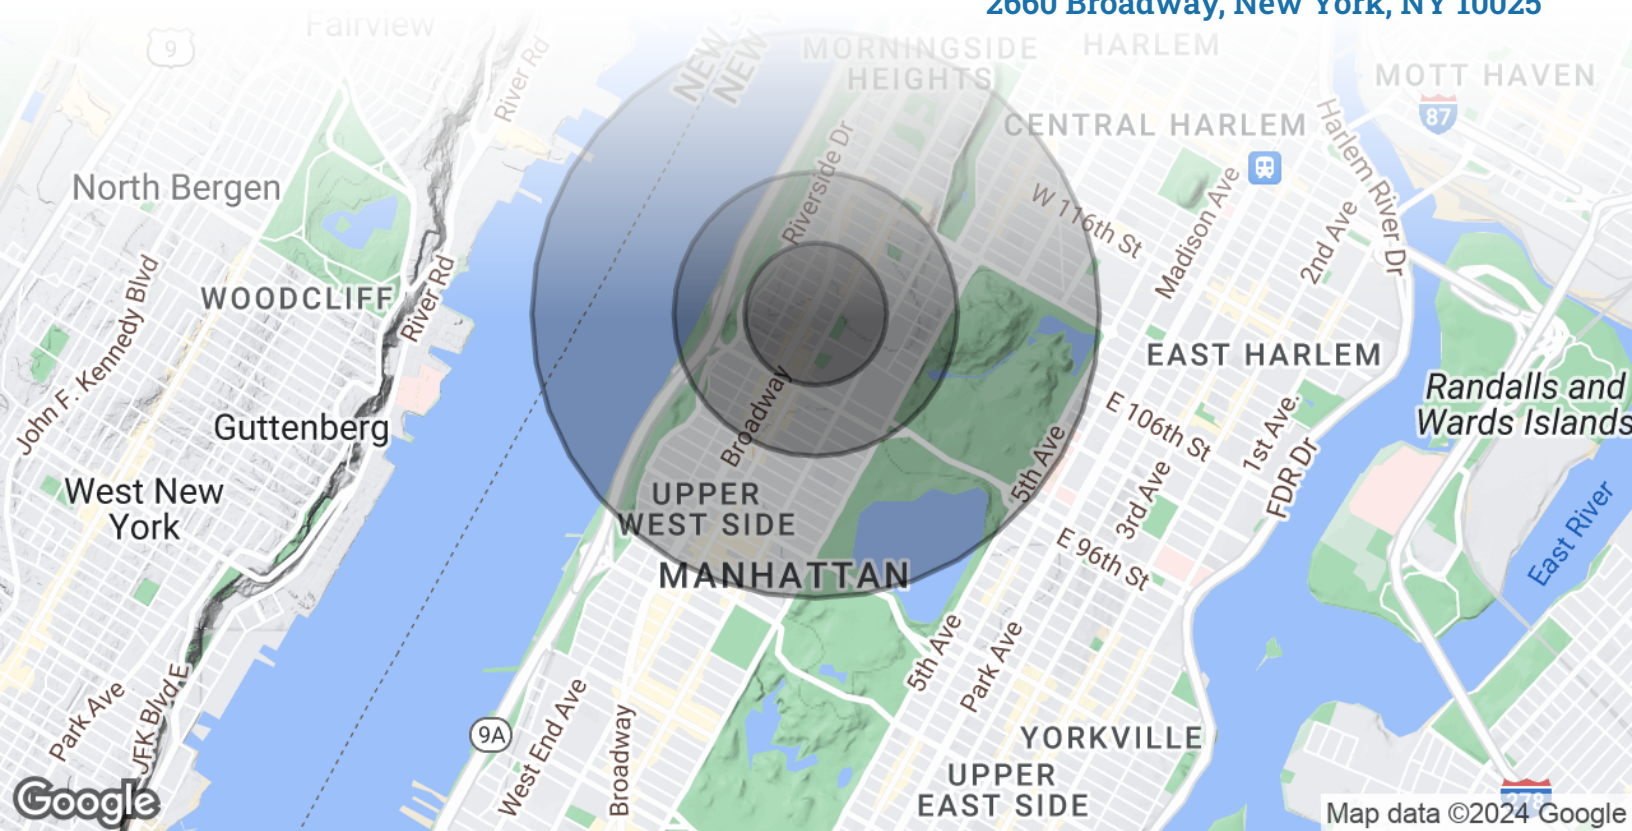 2660 Broadway, New York, NY 10025
Fairview
9
River Rd
NEW
NEW
MORNINGSIDE
HEIGHTS
HARLEM
MOTT HAVEN
87
CENTRAL HARLEM
Harlem River Dr
North Bergen
Riverside Dr
W 116th St
Madison Ave
2nd Ave
John F. Kennedy Blvd
WOODCLIFF
River Rd
EAST HARLEM
Randalls and
Wards Islands
Guttenberg
Broadway
E 106th St
1st Ave.
5th Ave
3rd Ave
FDR Dr
West New
York
UPPER
WEST SIDE
E 96th St
East River
MANHATTAN
5th Ave
Park Ave
Park Ave
JFK Blvd E
9A
West End Ave
Broadway
YORKVILLE
UPPER
EAST SIDE
278
Google
Map data ©2024 Google